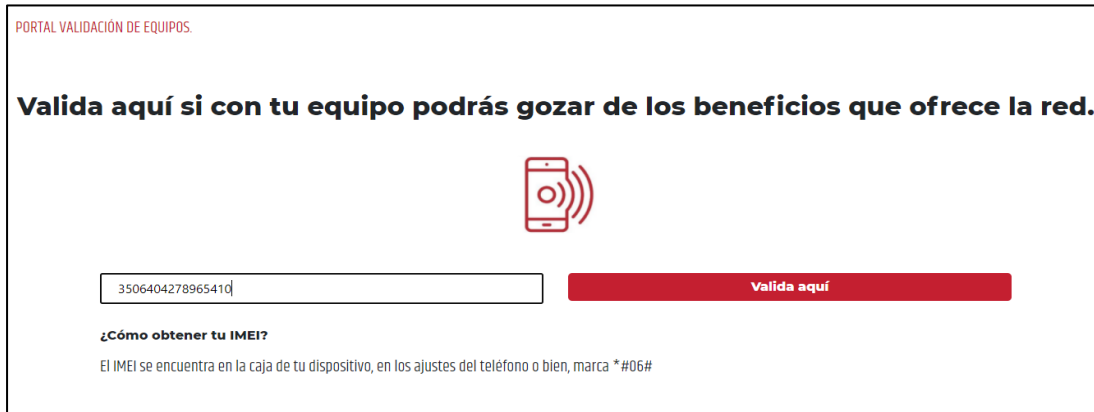 PORTAL VALIDACIÓN DE EQUIPOS.
Valida aquí si con tu equipo podrás gozar de los beneficios que ofrece la red.
3506404278965410
Valida aquí
¿Cómo obtener tu IMEI?
El IMEI se encuentra en la caja de tu dispositivo, en los ajustes del teléfono o bien, marca *#06#